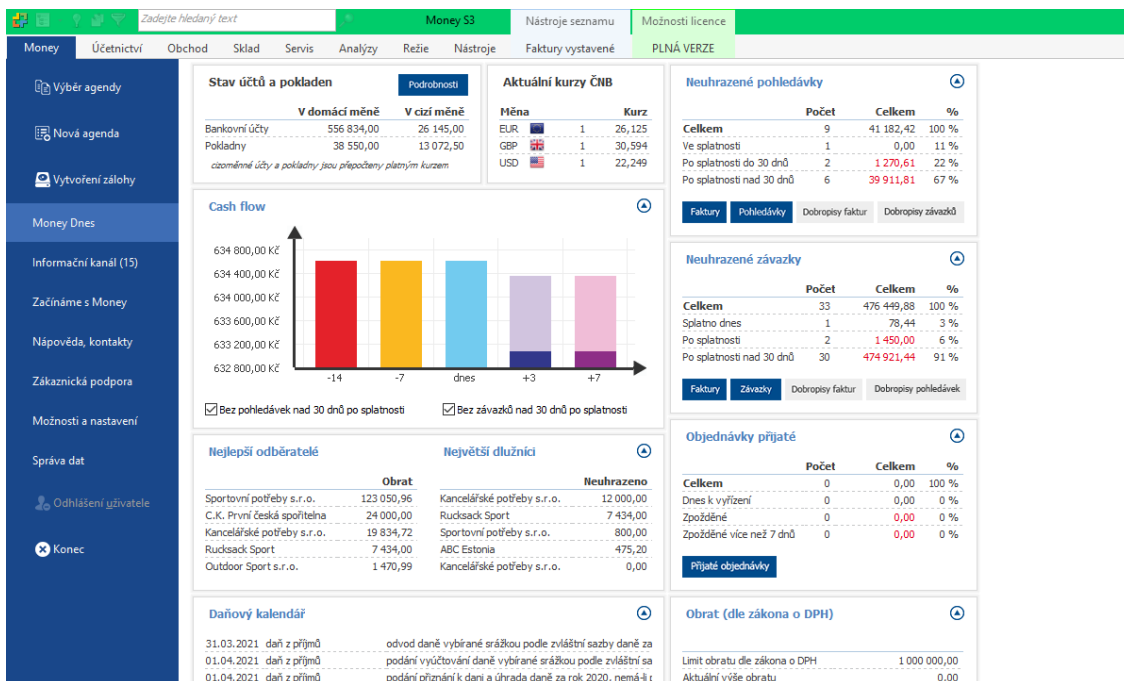 Zadejte hledaný text
Money S3
Nástroje seznamu
Možnosti licence
Money
Účetnictví
Obchod
Sklad
Servis
Analýzy
Režie
Nástroje
Faktury vystavené
PLNÁ VERZE
Výběr agendy
Nová agenda
Vytvoření zálohy
Money Dnes
Informační kanál (15)
Začínáme s Money
Nápověda, kontakty
Zákaznická podpora
Možnosti a nastavení
Správa dat
Odhlášení uživatele
Konec
Stav účtů a pokladen
Podrobnosti
V domácí měně V cizí měně
Bankovní účty 556 834,00 26 145,00
Pokladny 38 550,00 13 072,50
cizoměnné účty a pokladny jsou přepočteny platným kurzem
Aktuální kurzy ČNB
Měna Kurz
EUR 1 26,125
GBP 1 30,594
USD 1 22,249
Cash flow
634 800,00 Kč
634 400,00 Kč
634 000,00 Kč
633 600,00 Kč
633 200,00 Kč
632 800,00 Kč
-14 -7 dnes +3 +7
Bez pohledávek nad 30 dnů po splatnosti
Bez závazků nad 30 dnů po splatnosti
Nejlepší odběratelé
Obrat
Sportovní potřeby s.r.o. 123 050,96
C.K. První česká spořitelna 24 000,00
Kancelářské potřeby s.r.o. 19 834,72
Rucksack Sport 7 434,00
Outdoor Sport s.r.o. 1 470,99
Největší dlužníci
Neuhrazeno
Kancelářské potřeby s.r.o. 12 000,00
Rucksack Sport 7 434,00
Sportovní potřeby s.r.o. 800,00
ABC Estonia 475,20
Kancelářské potřeby s.r.o. 0,00
Daňový kalendář
31.03.2021 daň z příjmů odvod daně vybírané srážkou podle zvláštní sazby daně za
01.04.2021 daň z příjmů podání vyúčtování daně vybírané srážkou podle zvláštní sa
01.04.2021 daň z příjmů podání přiznání k dani a úhrada daně za rok 2020, nemá-li
Neuhrazené pohledávky
Počet Celkem %
Celkem 9 41 182,42 100 %
Ve splatnosti 1 0,00 11 %
Po splatnosti do 30 dnů 2 1 270,61 22 %
Po splatnosti nad 30 dnů 6 39 911,81 67 %
Faktury
Pohledávky
Dobropisy faktur
Dobropisy závazků
Neuhrazené závazky
Počet Celkem %
Celkem 33 476 449,88 100 %
Splatno dnes 1 78,44 3 %
Po splatnosti 2 1 450,00 6 %
Po splatnosti nad 30 dnů 30 474 921,44 91 %
Faktury
Závazky
Dobropisy faktur
Dobropisy pohledávek
Objednávky přijaté
Počet Celkem %
Celkem 0 0,00 100 %
Dnes k vyřízení 0 0,00 0 %
Zpožděné 0 0,00 0 %
Zpožděné více než 7 dnů 0 0,00 0 %
Přijaté objednávky
Obrat (dle zákona o DPH)
Limit obratu dle zákona o DPH 1 000 000,00
Aktuální výše obratu 0,00